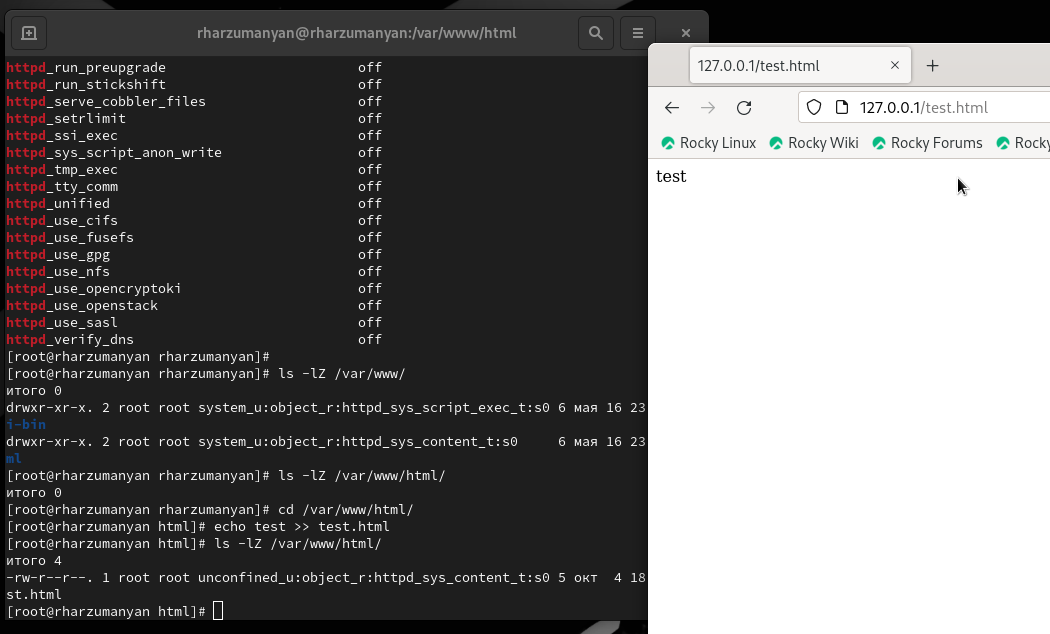 rharzumanyan@rharzumanyan:/var/www/html
httpd_run_preupgrade off
httpd_run_stickshift off
httpd_serve_cobbler_files off
httpd_setrlimit off
httpd_ssi_exec off
httpd_sys_script_anon_write off
httpd_tmp_exec off
httpd_tty_comm off
httpd_unified off
httpd_use_cifs off
httpd_use_fusefs off
httpd_use_gpg off
httpd_use_nfs off
httpd_use_opencryptoki off
httpd_use_openstack off
httpd_use_sasl off
httpd_verify_dns off
[root@rharzumanyan rharzumanyan]#
[root@rharzumanyan rharzumanyan]# ls -lZ /var/www/
итого 0
drwxr-xr-x. 2 root root system_u:object_r:httpd_sys_script_exec_t:s0 6 мая 16 23
i-bin
drwxr-xr-x. 2 root root system_u:object_r:httpd_sys_content_t:s0 6 мая 16 23
ml
[root@rharzumanyan rharzumanyan]# ls -lZ /var/www/html/
итого 0
[root@rharzumanyan rharzumanyan]# cd /var/www/html/
[root@rharzumanyan html]# echo test >> test.html
[root@rharzumanyan html]# ls -lZ /var/www/html/
итого 4
-rw-r--r--. 1 root root unconfined_u:object_r:httpd_sys_content_t:s0 5 окт 4 18
st.html
[root@rharzumanyan html]#
127.0.0.1/test.html
127.0.0.1/test.html
Rocky Linux Rocky Wiki Rocky Forums Rocky
test